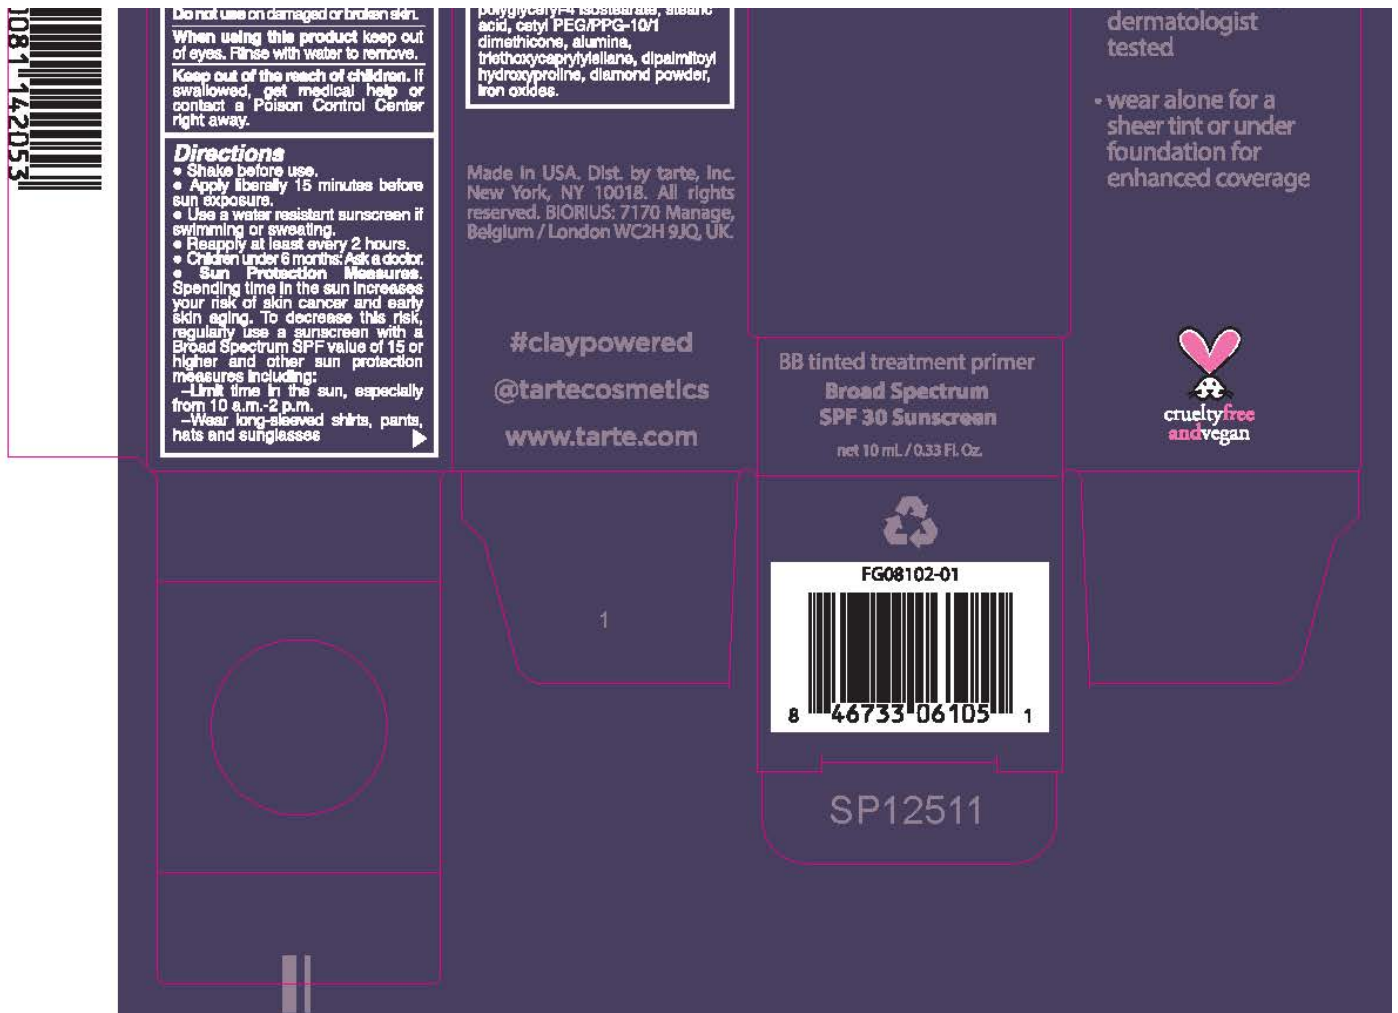 Do not use on damaged or broken skin.
When using this product keep out
of eyes. Rinse with water to remove.
Keep out of the reach of children. If
swallowed, get medical help or
contact a Poison Control Center
right away.
Directions
• Shake before use.
• Apply liberally 15 minutes before
sun exposure.
• Use a water resistant sunscreen if
swimming or sweating.
• Reapply at least every 2 hours.
• Children under 6 months: Ask a doctor.
• Sun Protection Measures.
Spending time in the sun increases
your risk of skin cancer and early
skin aging. To decrease this risk,
regularly use a sunscreen with a
Broad Spectrum SPF value of 15 or
higher and other sun protection
measures including:
–Limit time in the sun, especially
from 10 a.m.-2 p.m.
–Wear long-sleeved shirts, pants,
hats and sunglasses
polyglyceryl-4 isostearate, stearic
acid, cetyl PEG/PPG-10/1
dimethicone, alumina,
triethoxycaprylylsilane, dipalmitoyl
hydroxyproline, diamond powder,
iron oxides.
Made in USA. Dist. by tarte, inc.
New York, NY 10018. All rights
reserved. BIORIUS: 7170 Manage,
Belgium / London WC2H 9JQ, UK.
#claypowered
@tartecosmetics
www.tarte.com
BB tinted treatment primer
Broad Spectrum
SPF 30 Sunscreen
net 10 mL / 0.33 Fl. Oz.
dermatologist
tested
• wear alone for a
sheer tint or under
foundation for
enhanced coverage
crueltyfree
andvegan
1
FG08102-01
8 46733 06105 1
SP12511
081 142053